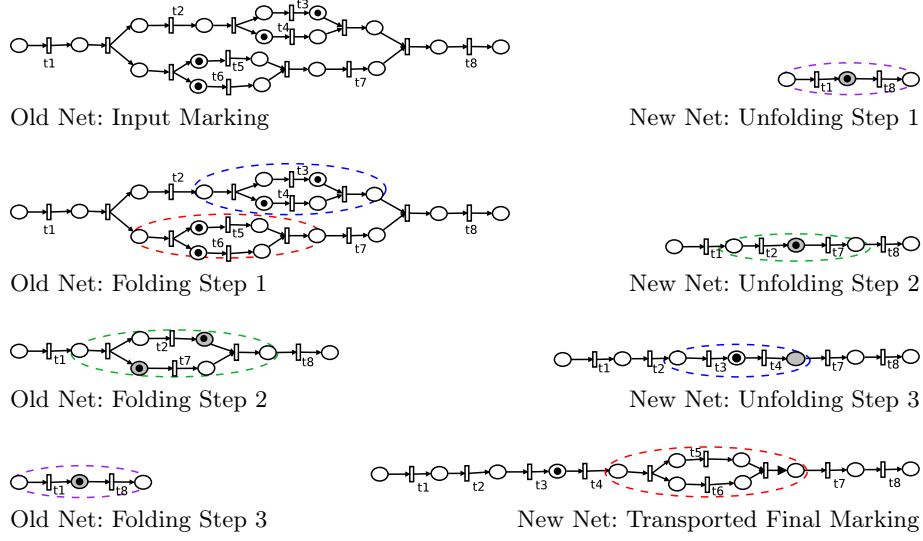 t2 t3
t4
t1 t5 t8
t6 t7
t1 t8
Old Net: Input Marking New Net: Unfolding Step 1
t2 t3
t4
t1 t5 t8
t6 t7
t1 t2 t7 t8
Old Net: Folding Step 1 New Net: Unfolding Step 2
t1 t2 t8
t7
t1 t2 t3 t4 t7 t8
Old Net: Folding Step 2 New Net: Unfolding Step 3
t5
t1 t8 t1 t2 t3 t4 t6 t7 t8
Old Net: Folding Step 3 New Net: Transported Final Marking